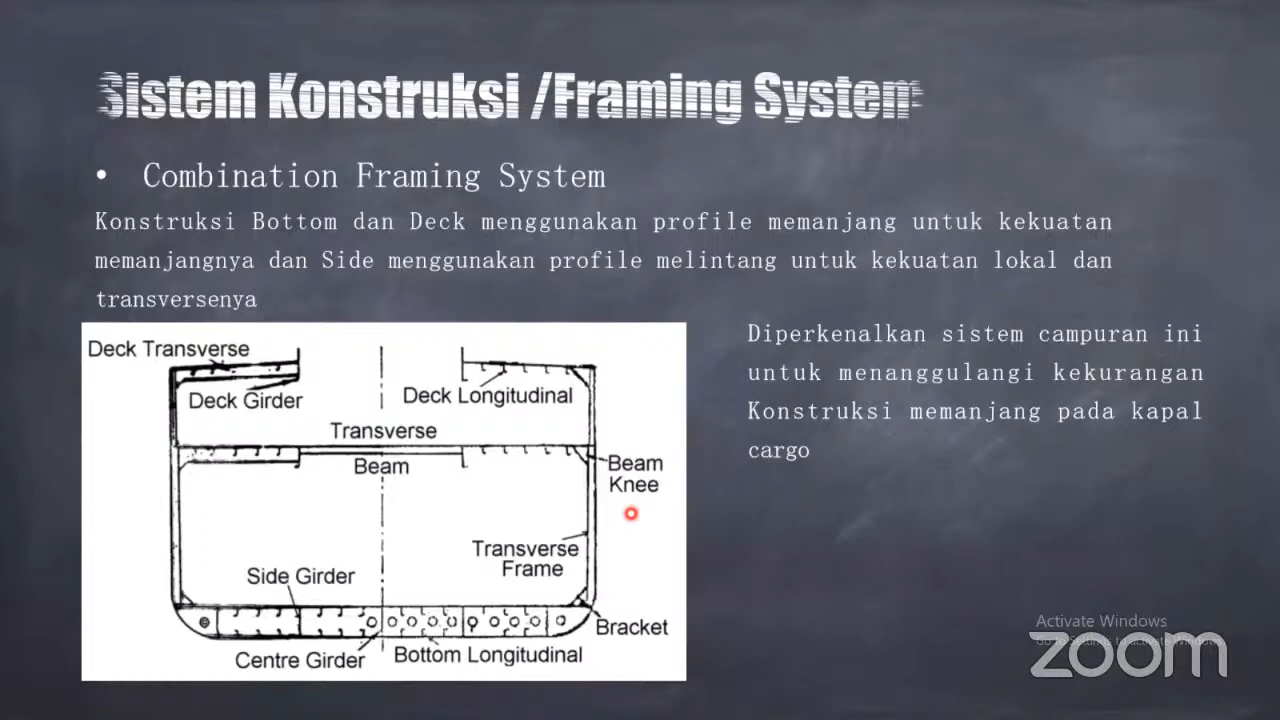 Sistem Konstruksi /Framing System
• Combination Framing System
Konstruksi Bottom dan Deck menggunakan profile memanjang untuk kekuatan
memanjangnya dan Side menggunakan profile melintang untuk kekuatan lokal dan
transversenya
Diperkenalkan sistem campuran ini
untuk menanggulangi kekurangan
Konstruksi memanjang pada kapal
cargo
Deck Transverse
Deck Girder
Deck Longitudinal
Transverse
Beam
Beam
Knee
Transverse
Frame
Side Girder
Bracket
Centre Girder
Bottom Longitudinal
Activate Windows
zoom